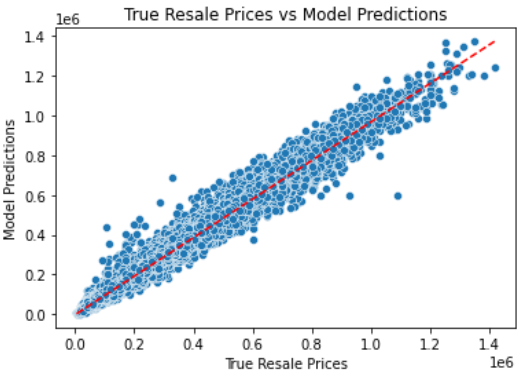 True Resale Prices vs Model Predictions
1e6
1.4
1.2
1.0
0.8
0.6
0.4
0.2
0.0
Model Predictions
0.0 0.2 0.4 0.6 0.8 1.0 1.2 1.4
True Resale Prices
1e6